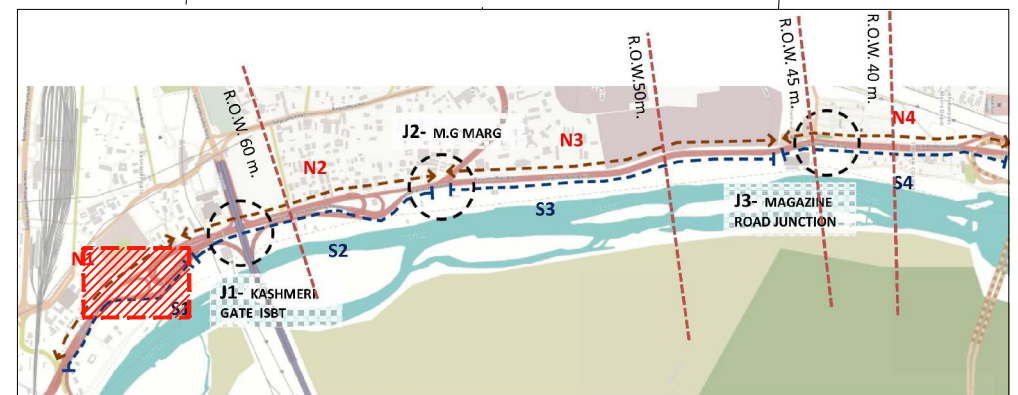 R.O.W. 60 m.
R.O.W.50m.
R.O.W. 45 m.
R.O.W. 40 m.
J2- M.G MARG
N1
N2
N3
N4
S1
S2
S3
S4
J1- KASHMERI
GATE ISBT
J3- MAGAZINE
ROAD JUNCTION